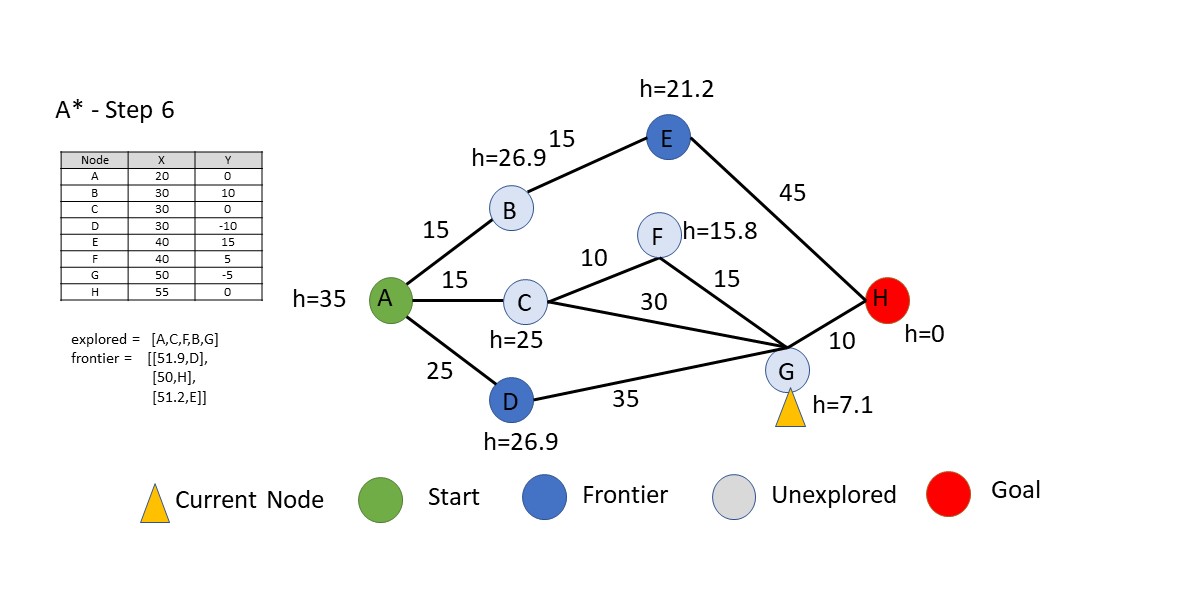 A* - Step 6
Node X Y
A 20 0
B 30 10
C 30 0
D 30 -10
E 40 15
F 40 5
G 50 -5
H 55 0
explored = [A,C,F,B,G]
frontier = [[51.9,D],
[50,H],
[51.2,E]]
h=21.2
E
15
h=26.9
B
15
45
F
h=15.8
10
15
15
30
h=35
A
C
h=25
H
h=0
10
25
D
35
h=26.9
G
h=7.1
Current Node
Start
Frontier
Unexplored
Goal